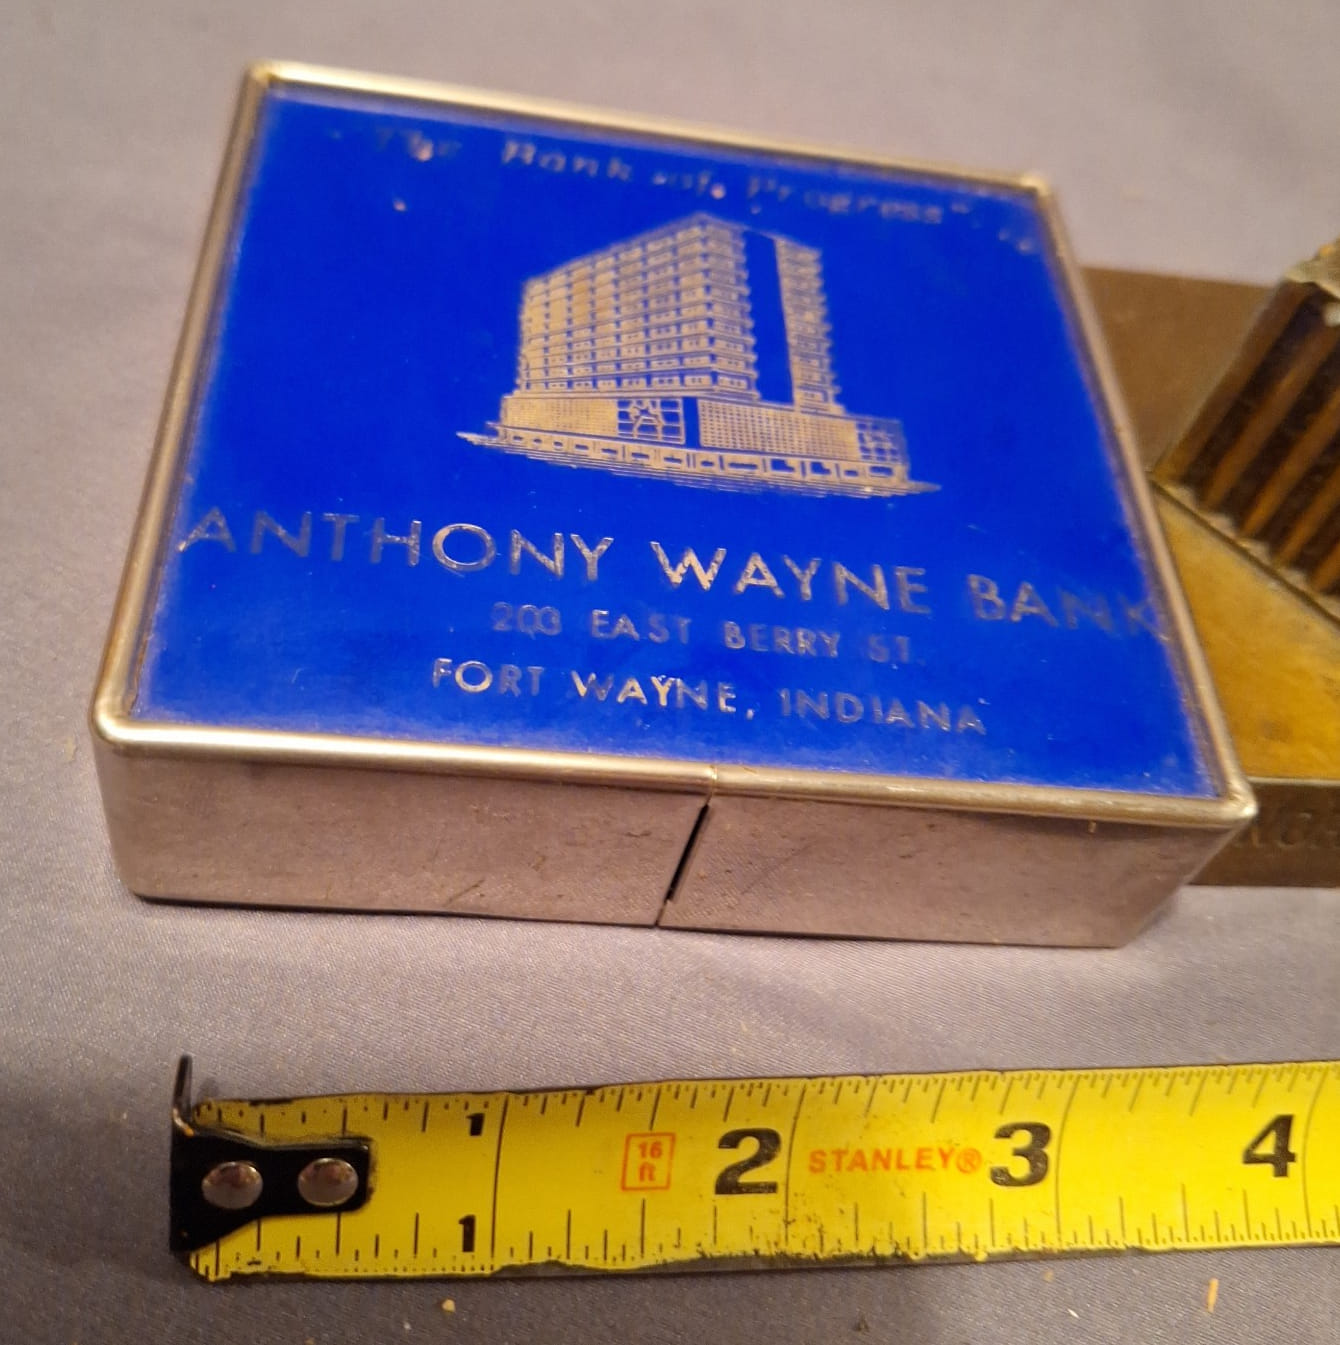 "The Bank of Progress"
ANTHONY WAYNE BANK
203 EAST BERRY ST.
FORT WAYNE, INDIANA
1 16 ft 2 STANLEY® 3 4
1